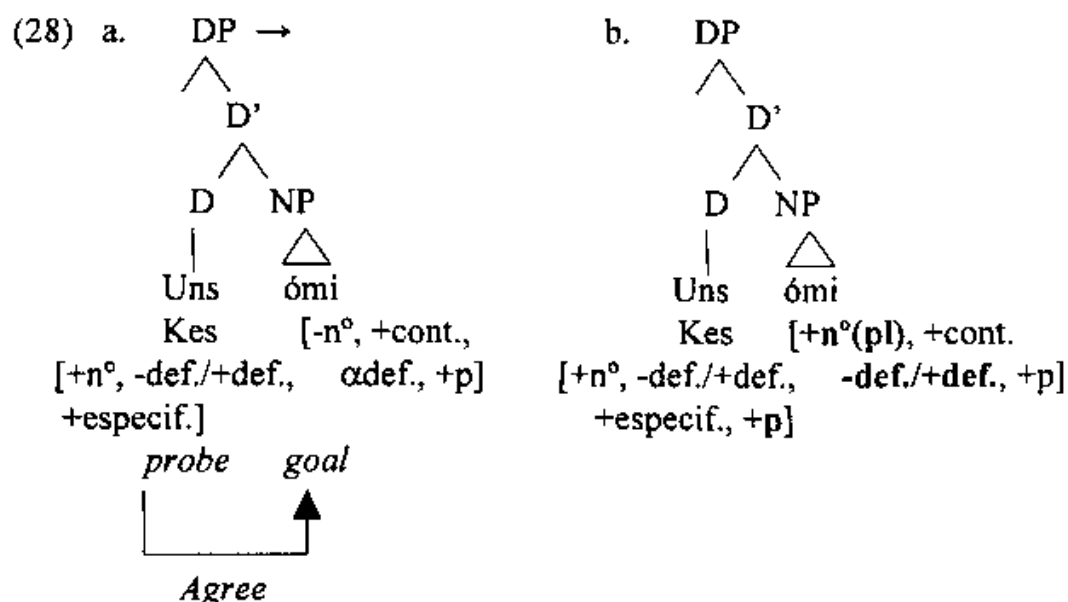 (28) a. DP → b. DP
D' D'
D NP D NP
Uns ómi Uns ómi
Kes [-nº, +cont., Kes [+nº(pl), +cont.
[+nº, -def./+def., αdef., +p] [+nº, -def./+def., -def./+def., +p]
+especif.] +especif., +p]
probe goal
Agree